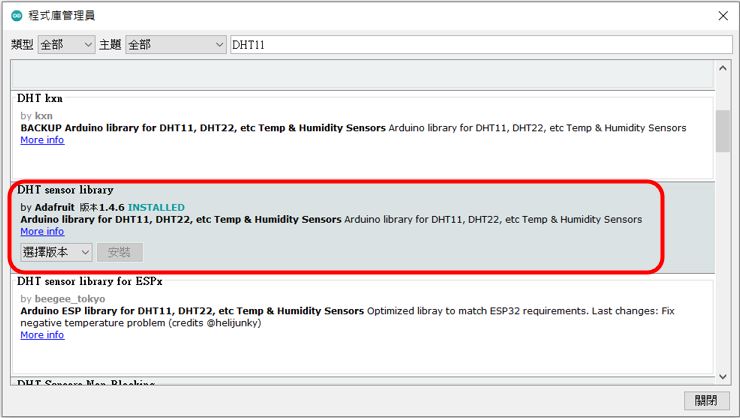 程式庫管理員
類型 全部 主題 全部 DHT11
DHT kxn
by kxn
BACKUP Arduino library for DHT11, DHT22, etc Temp & Humidity Sensors Arduino library for DHT11, DHT22, etc Temp & Humidity Sensors
More info
DHT sensor library
by Adafruit 版本1.4.6 INSTALLED
Arduino library for DHT11, DHT22, etc Temp & Humidity Sensors Arduino library for DHT11, DHT22, etc Temp & Humidity Sensors
More info
選擇版本 安裝
DHT sensor library for ESPx
by beegee_tokyo
Arduino ESP library for DHT11, DHT22, etc Temp & Humidity Sensors Optimized libray to match ESP32 requirements. Last changes: Fix
negative temperature problem (credits @helijunky)
More info
DHT Sensors Non-Blocking
關閉